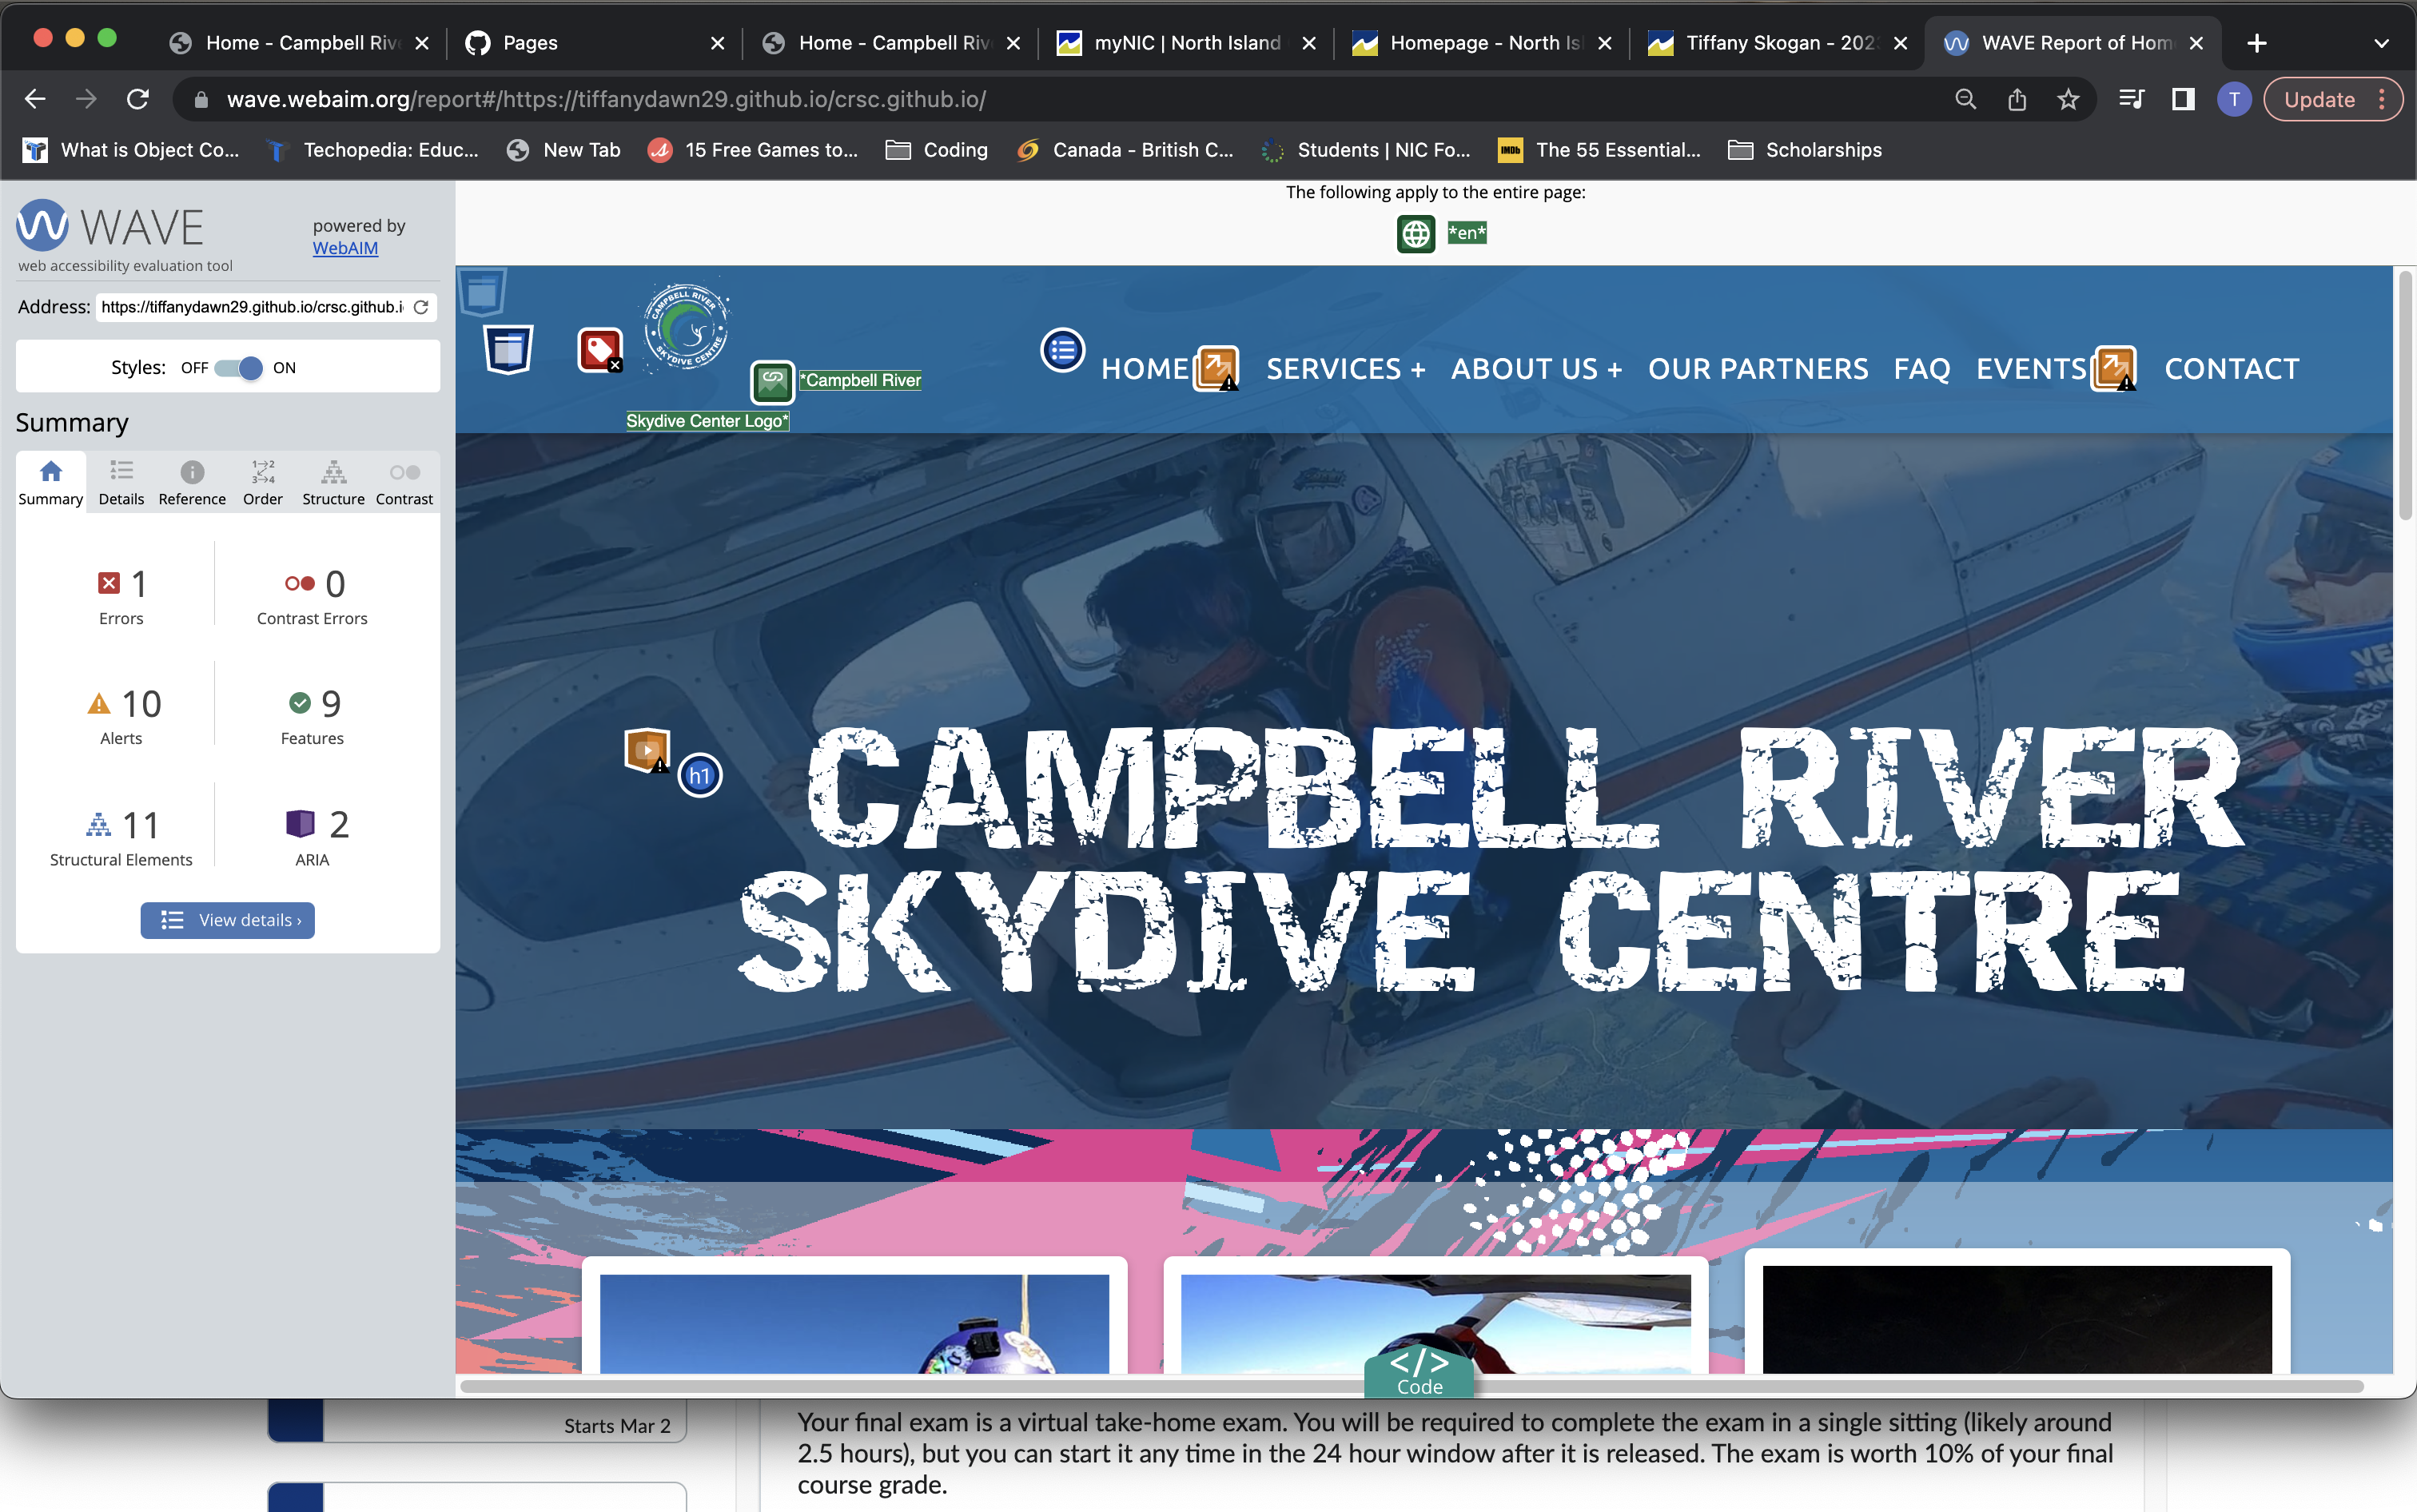 Home - Campbell Riv
Pages
Home - Campbell Riv
myNIC | North Island
Homepage - North Isl
Tiffany Skogan - 202
WAVE Report of Hom
wave.webaim.org/report#/https://tiffanydawn29.github.io/crsc.github.io/
T
Update
What is Object Co...
Techopedia: Educ...
New Tab
15 Free Games to...
Coding
Canada - British C...
Students | NIC Fo...
IMDb
The 55 Essential...
Scholarships
WAVE
powered by
WebAIM
web accessibility evaluation tool
Address: https://tiffanydawn29.github.io/crsc.github.i
Styles: OFF ON
Summary
Summary
Details
Reference
Order
Structure
Contrast
1 Errors
0 Contrast Errors
10 Alerts
9 Features
11 Structural Elements
2 ARIA
View details ›
The following apply to the entire page:
*en*
CAMPBELL RIVER
SKYDIVE CENTRE
*Campbell River
Skydive Center Logo*
HOME
SERVICES +
ABOUT US +
OUR PARTNERS
FAQ
EVENTS
CONTACT
h1
CAMPBELL RIVER
SKYDIVE CENTRE
</>
Code
Starts Mar 2
Your final exam is a virtual take-home exam. You will be required to complete the exam in a single sitting (likely around
2.5 hours), but you can start it any time in the 24 hour window after it is released. The exam is worth 10% of your final
course grade.